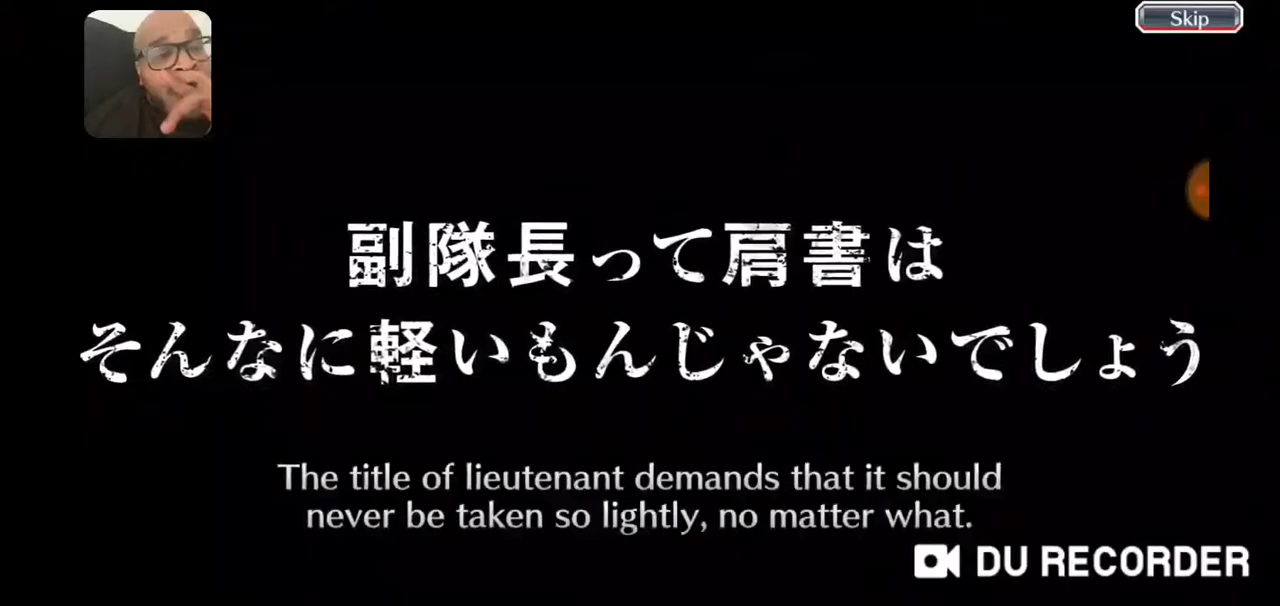 Skip
副隊長って肩書は
そんなに軽いもんじゃないでしょう
The title of lieutenant demands that it should
never be taken so lightly, no matter what.
DU RECORDER